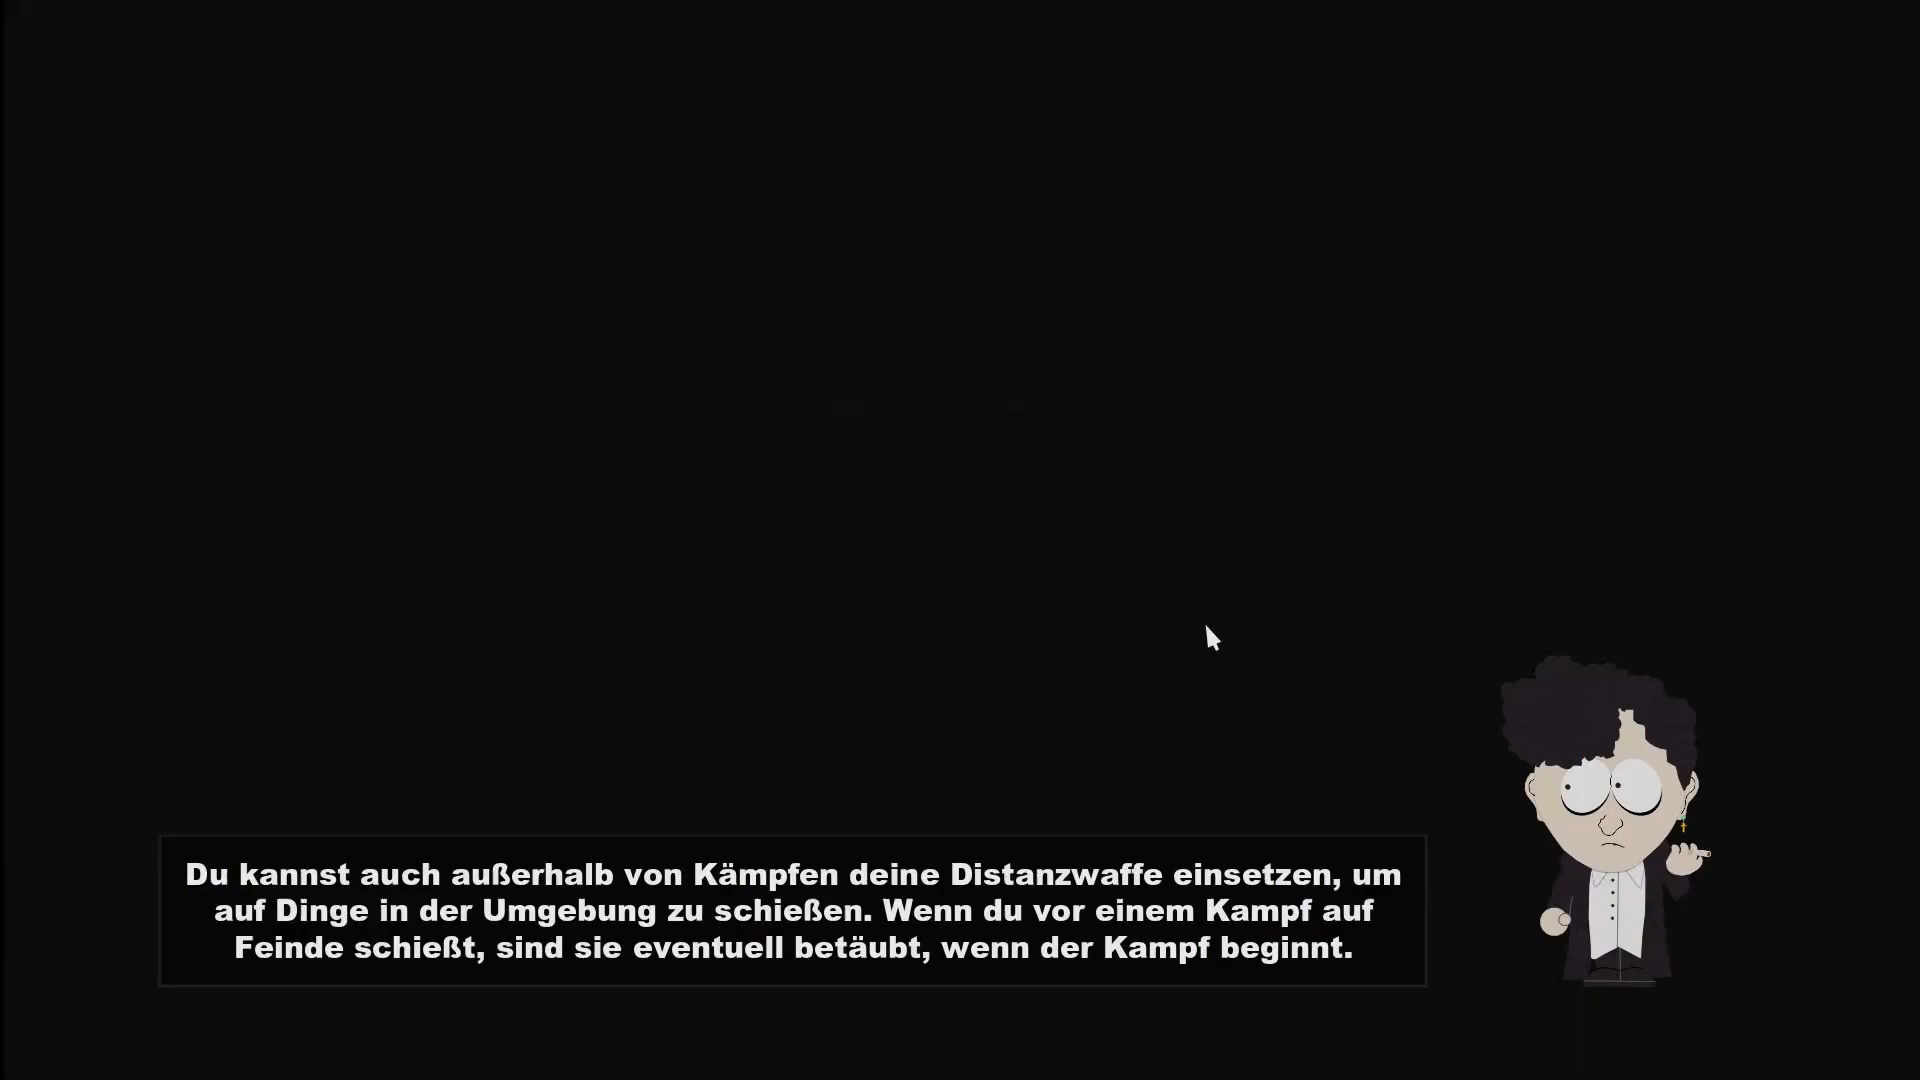 Du kannst auch außerhalb von Kämpfen deine Distanzwaffe einsetzen, um
auf Dinge in der Umgebung zu schießen. Wenn du vor einem Kampf auf
Feinde schießt, sind sie eventuell betäubt, wenn der Kampf beginnt.